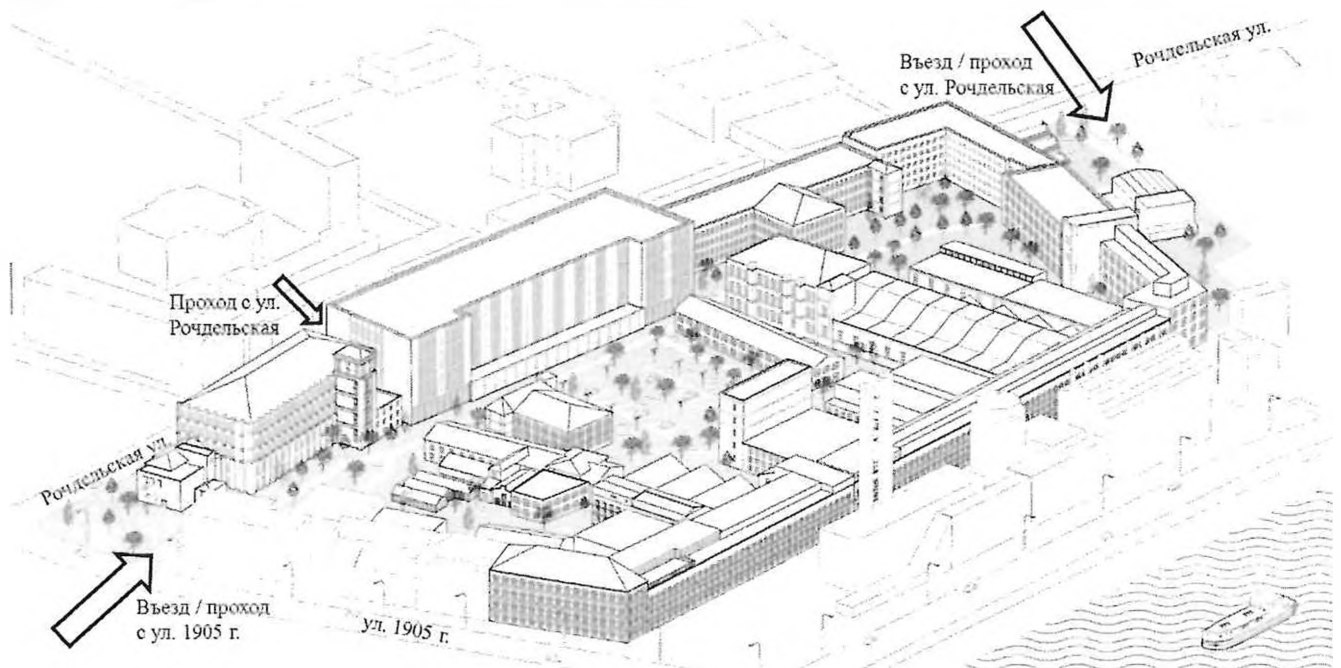 Рочдельская ул.
Въезд / проход
с ул. Рочдельская
Проход с ул.
Рочдельская
Рочдельская ул.
Въезд / проход
с ул. 1905 г.
ул. 1905 г.